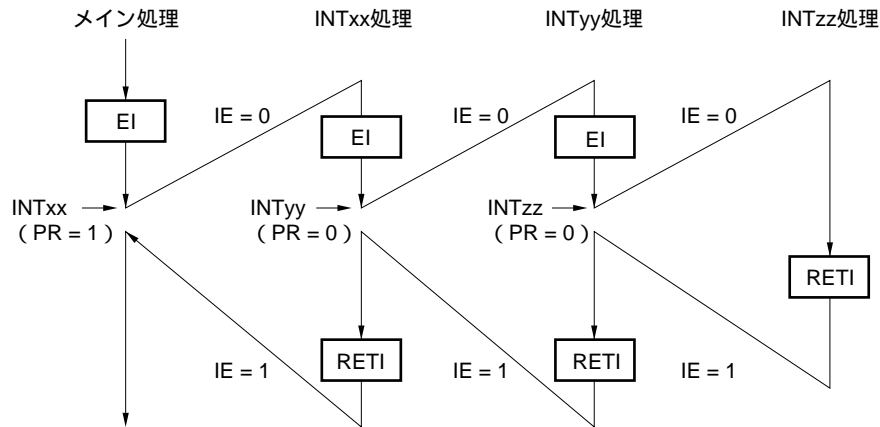 メイン処理 INTxx処理 INTyy処理 INTzz処理
EI IE = 0 EI IE = 0 EI IE = 0
INTxx INTyy INTzz
（PR = 1） （PR = 0） （PR = 0）
RETI
IE = 1 RETI IE = 1 RETI IE = 1